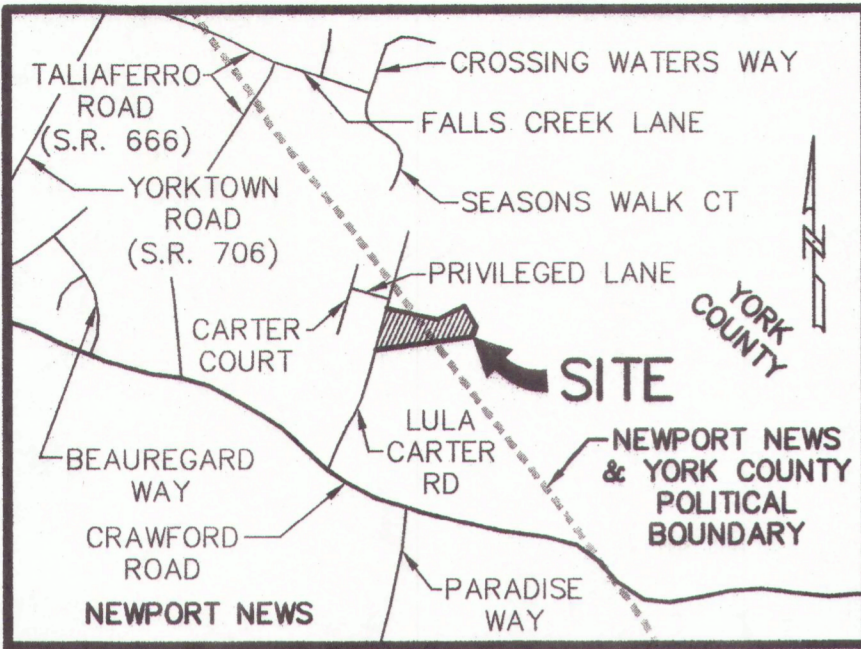 TALIAFERRO
ROAD
(S.R. 666)
CROSSING WATERS WAY
FALLS CREEK LANE
YORKTOWN
ROAD
(S.R. 706)
SEASONS WALK CT
N
PRIVILEGED LANE
YORK
COUNTY
CARTER
COURT
SITE
LULA
CARTER
RD
NEWPORT NEWS
& YORK COUNTY
POLITICAL
BOUNDARY
BEAUREGARD
WAY
CRAWFORD
ROAD
PARADISE
WAY
NEWPORT NEWS